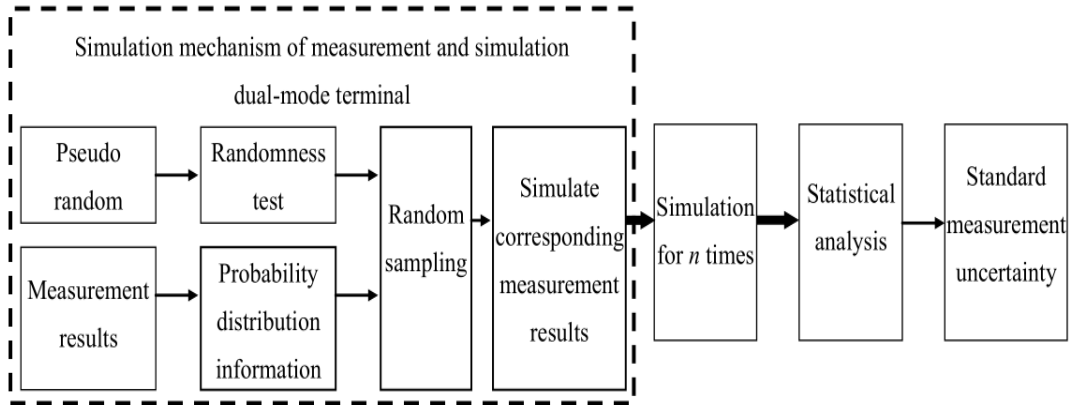 Simulation mechanism of measurement and simulation
dual-mode terminal
Pseudo
random
Randomness
test
Measurement
results
Probability
distribution
information
Random
sampling
Simulate
corresponding
measurement
results
Simulation
for n times
Statistical
analysis
Standard
measurement
uncertainty